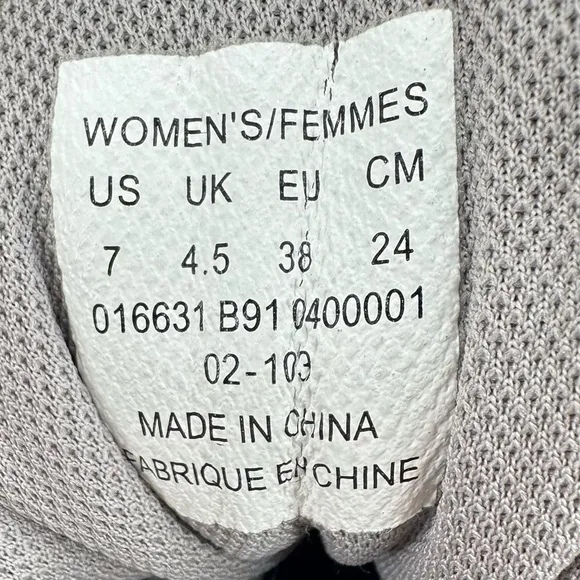 WOMEN'S/FEMMES
US UK EU CM
7 4.5 38 24
016631 B91 0400001
02-103
MADE IN CHINA
FABRIQUE EN CHINE